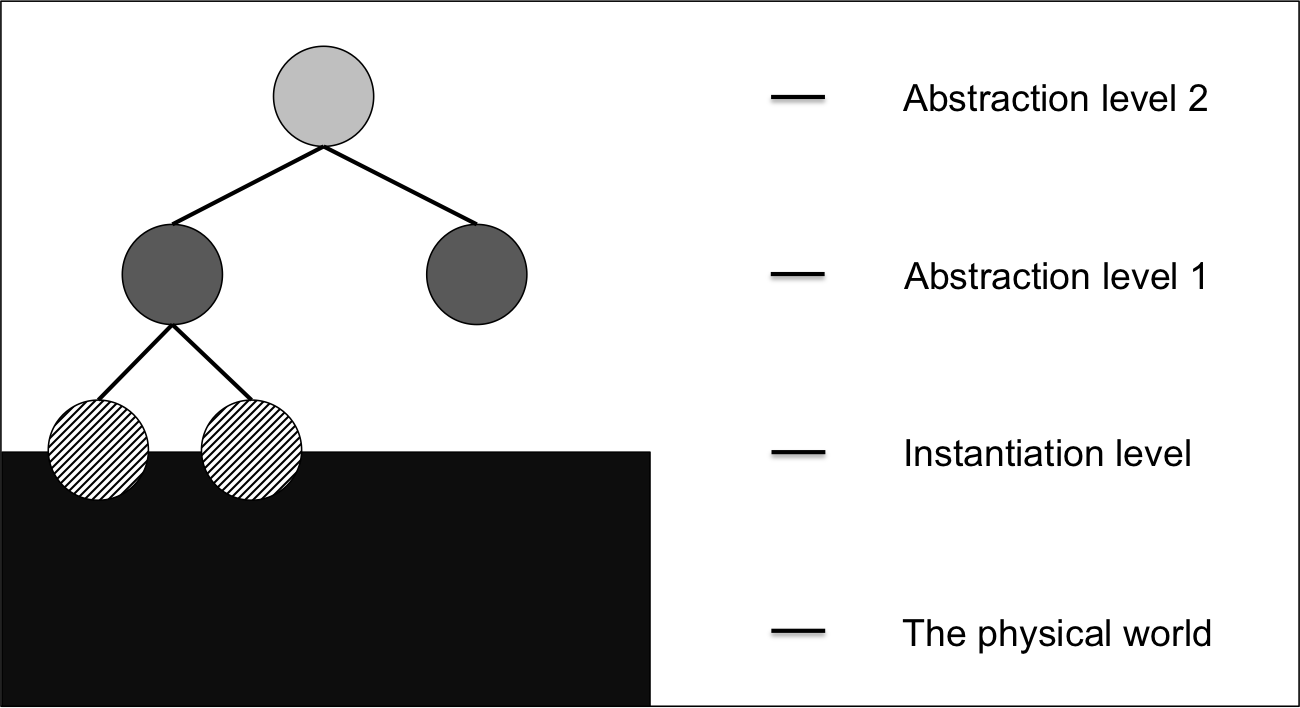 Abstraction level 2
Abstraction level 1
Instantiation level
The physical world